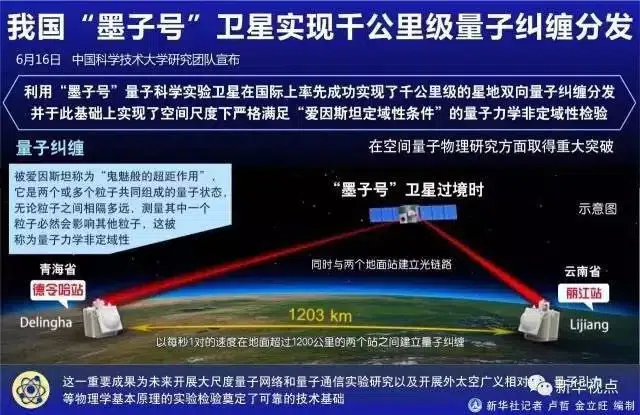 我国“墨子号”卫星实现千公里级量子纠缠分发
6月16日 中国科学技术大学研究团队宣布
利用“墨子号”量子科学实验卫星在国际上率先成功实现了千公里级的星地双向量子纠缠分发
并于此基础上实现了空间尺度下严格满足“爱因斯坦定域性条件”的量子力学非定域性检验
量子纠缠
在空间量子物理研究方面取得重大突破
被爱因斯坦称为“鬼魅般的超距作用”,
它是两个或多个粒子共同组成的量子状态,
无论粒子之间相隔多远，测量其中一个
粒子必然会影响其他粒子，这被
称为量子力学非定域性
“墨子号”卫星过境时
示意图
同时与两个地面站建立光链路
青海省
德令哈站
Delingha
云南省
丽江站
Lijiang
1203 km
以每秒1对的速度在地面超过1200公里的两个站之间建立量子纠缠
这一重要成果为未来开展大尺度量子网络和量子通信实验研究以及开展外太空广义相对
等物理学基本原理的实验检验奠定了可靠的技术基础
新华视点
新华社记者 卢哲 金立旺 编制